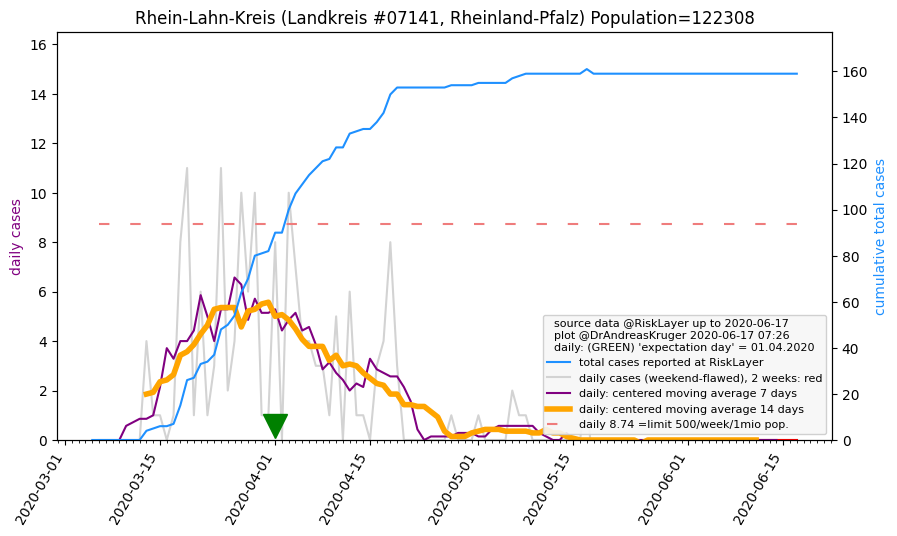 Rhein-Lahn-Kreis (Landkreis #07141, Rheinland-Pfalz) Population=122308
16
14
12
10
8
6
4
2
0
daily cases
160
140
120
100
80
60
40
20
0
cumulative total cases
source data @RiskLayer up to 2020-06-17
plot @DrAndreasKruger 2020-06-17 07:26
daily: (GREEN) 'expectation day' = 01.04.2020
total cases reported at RiskLayer
daily cases (weekend-flawed), 2 weeks: red
daily: centered moving average 7 days
daily: centered moving average 14 days
daily 8.74 =limit 500/week/1mio pop.
2020-03-01
2020-03-15
2020-04-01
2020-04-15
2020-05-01
2020-05-15
2020-06-01
2020-06-15